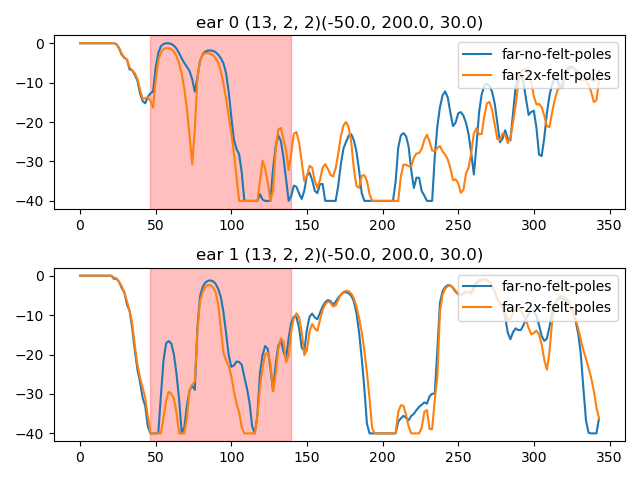 ear 0 (13, 2, 2)(-50.0, 200.0, 30.0)
0
−10
−20
−30
−40
far-no-felt-poles
far-2x-felt-poles
0 50 100 150 200 250 300 350
ear 1 (13, 2, 2)(-50.0, 200.0, 30.0)
0
−10
−20
−30
−40
far-no-felt-poles
far-2x-felt-poles
0 50 100 150 200 250 300 350